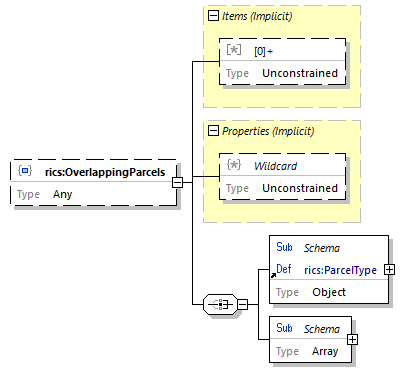 Items (Implicit)
[*] [0]+
Type Unconstrained
Properties (Implicit)
{*} Wildcard
Type Unconstrained
rics:OverlappingParcels
Type Any
Sub Schema
Def rics:ParcelType
Type Object
Sub Schema
Type Array